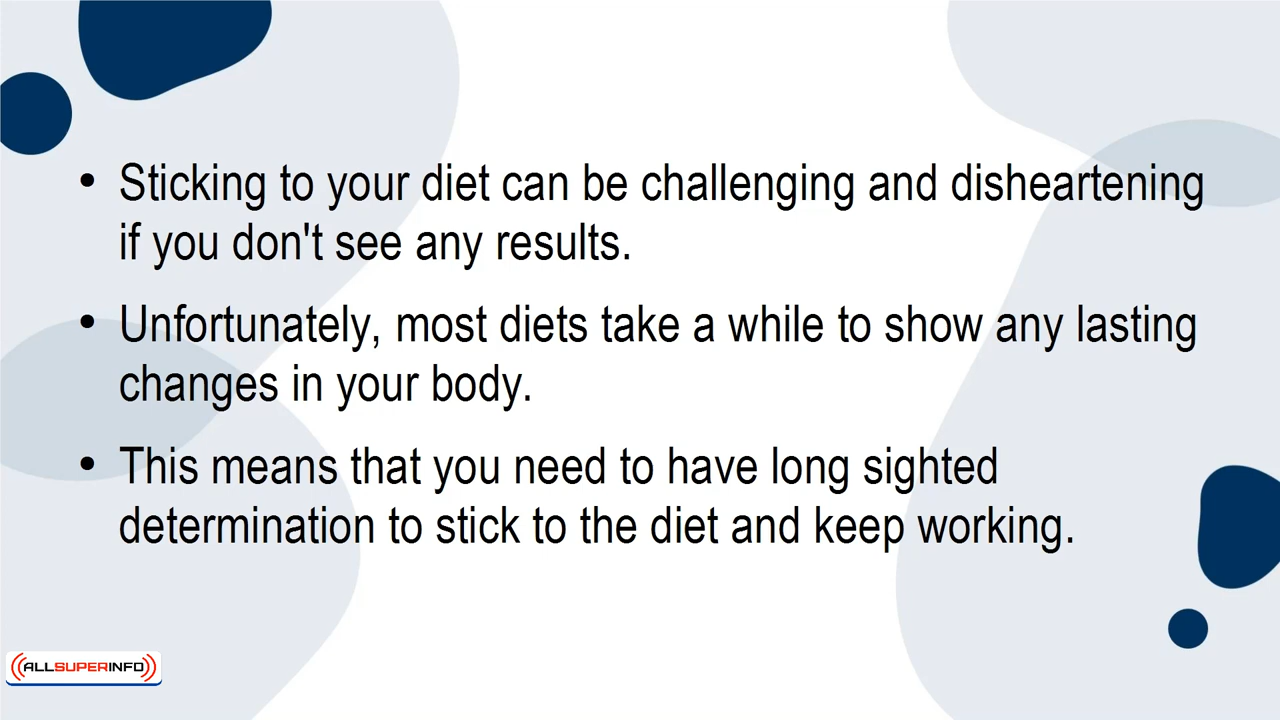 • Sticking to your diet can be challenging and disheartening
if you don't see any results.
• Unfortunately, most diets take a while to show any lasting
changes in your body.
• This means that you need to have long sighted
determination to stick to the diet and keep working.
ALLSUPERINFO